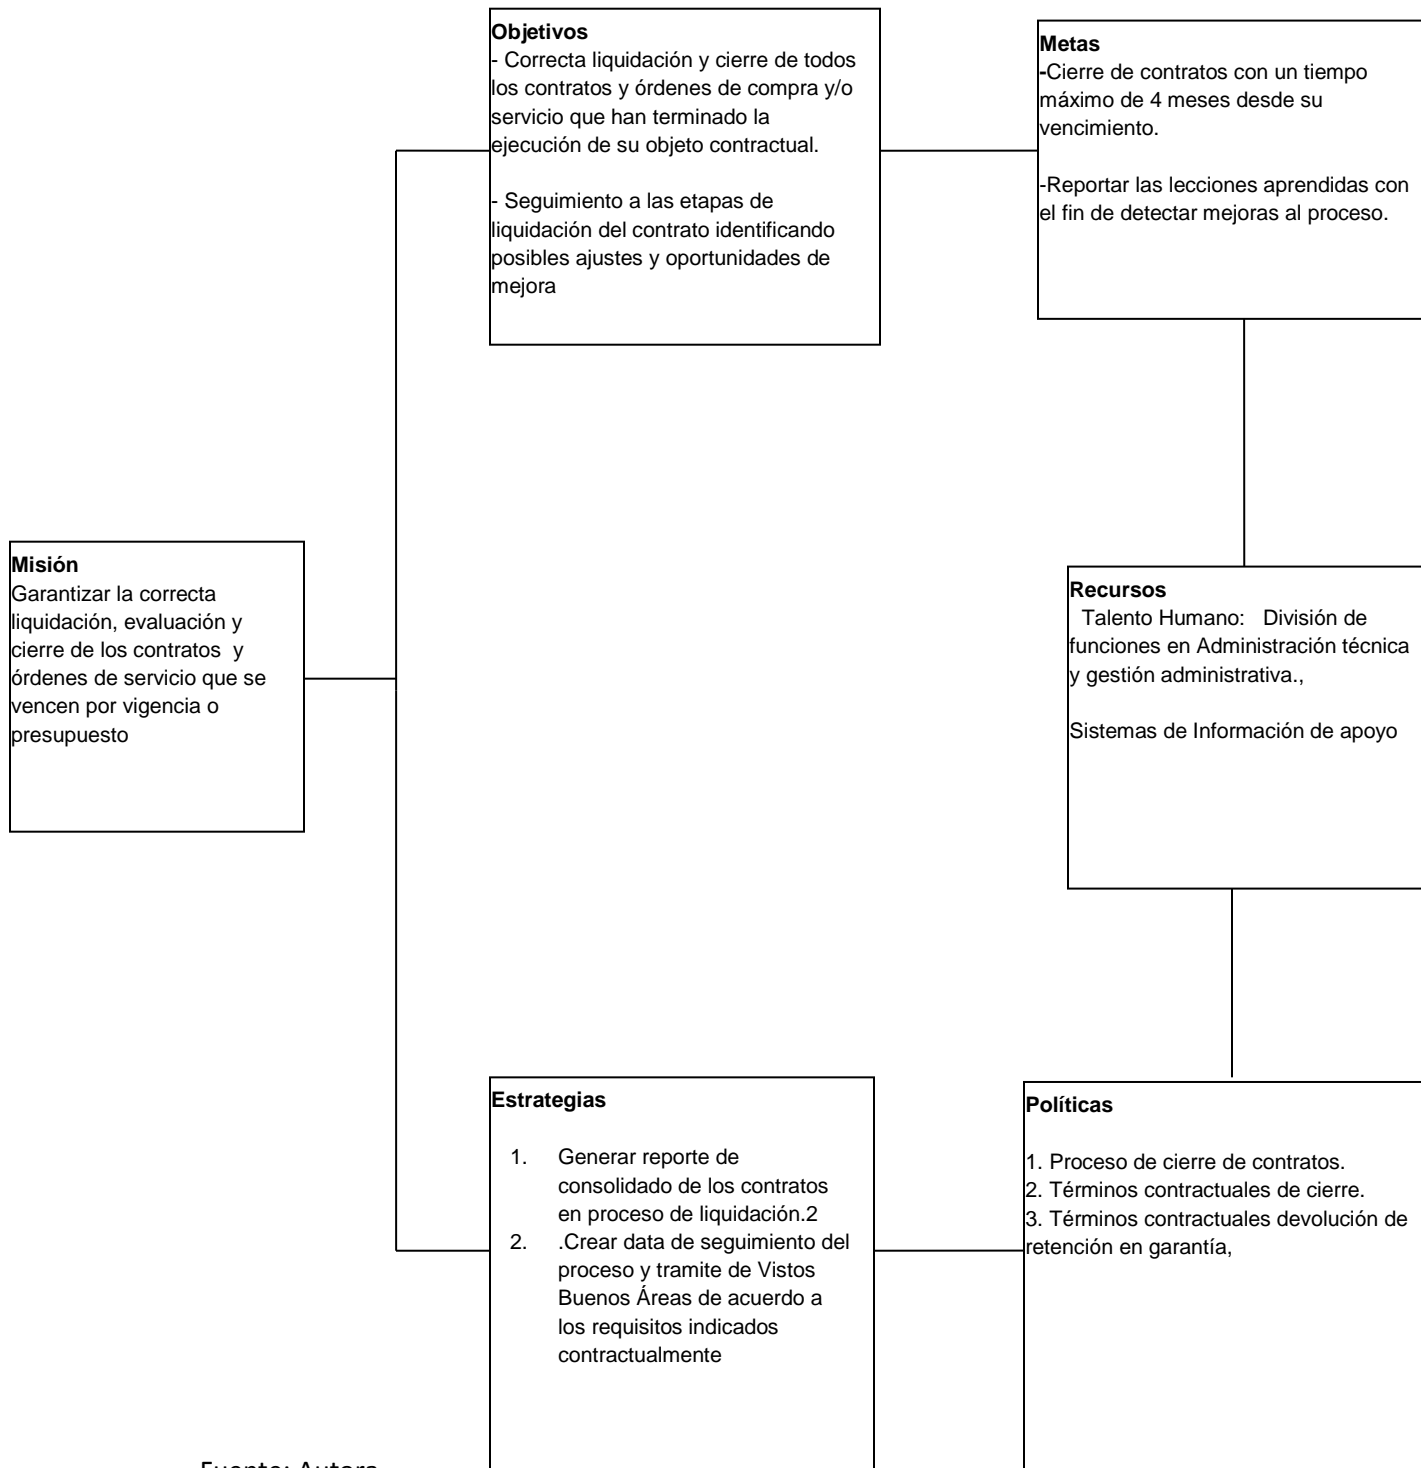 Objetivos
- Correcta liquidación y cierre de todos
los contratos y órdenes de compra y/o
servicio que han terminado la
ejecución de su objeto contractual.
- Seguimiento a las etapas de
liquidación del contrato identificando
posibles ajustes y oportunidades de
mejora
Metas
-Cierre de contratos con un tiempo
máximo de 4 meses desde su
vencimiento.
-Reportar las lecciones aprendidas con
el fin de detectar mejoras al proceso.
Misión
Garantizar la correcta
liquidación, evaluación y
cierre de los contratos y
órdenes de servicio que se
vencen por vigencia o
presupuesto
Recursos
Talento Humano: División de
funciones en Administración técnica
y gestión administrativa.,
Sistemas de Información de apoyo
Estrategias
1. Generar reporte de
consolidado de los contratos
en proceso de liquidación.2
2. .Crear data de seguimiento del
proceso y tramite de Vistos
Buenos Áreas de acuerdo a
los requisitos indicados
contractualmente
Políticas
1. Proceso de cierre de contratos.
2. Términos contractuales de cierre.
3. Términos contractuales devolución de
retención en garantía,
Fuente: Autora